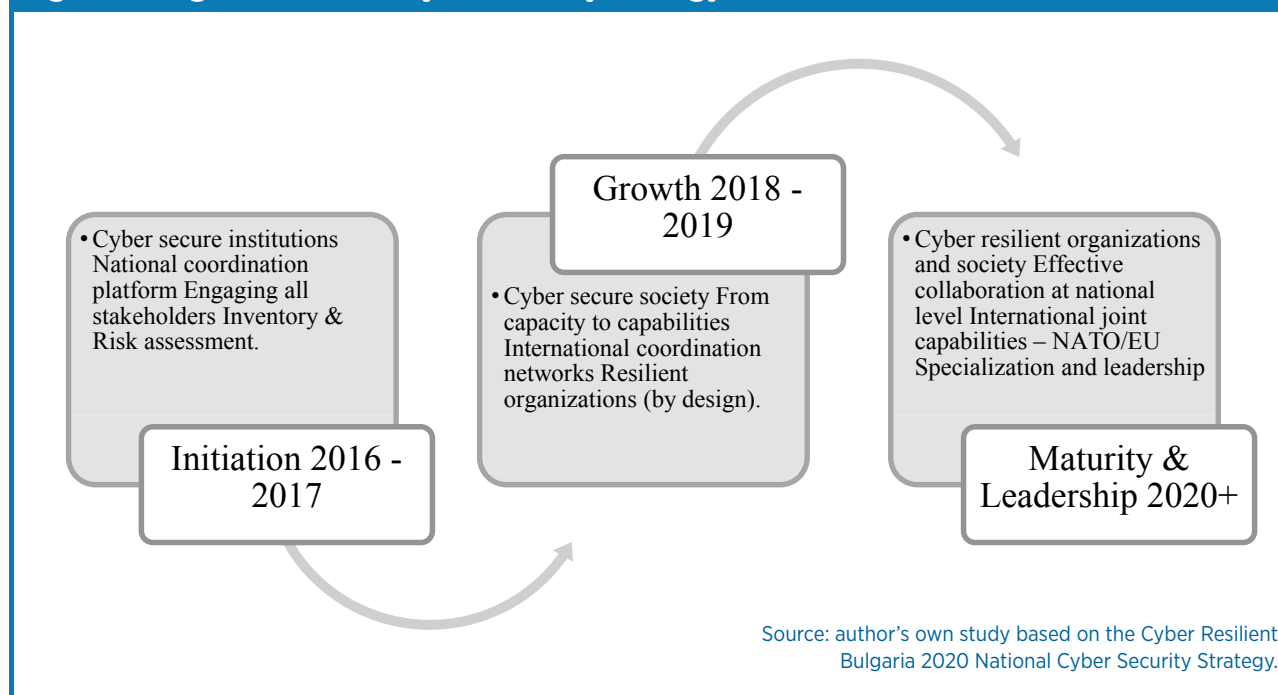 • Cyber secure institutions
National coordination
platform Engaging all
stakeholders Inventory &
Risk assessment.
Initiation 2016 -
2017
Growth 2018 -
2019
• Cyber secure society From
capacity to capabilities
International coordination
networks Resilient
organizations (by design).
• Cyber resilient organizations
and society Effective
collaboration at national
level International joint
capabilities – NATO/EU
Specialization and leadership
Maturity &
Leadership 2020+
Source: author's own study based on the Cyber Resilient
Bulgaria 2020 National Cyber Security Strategy.